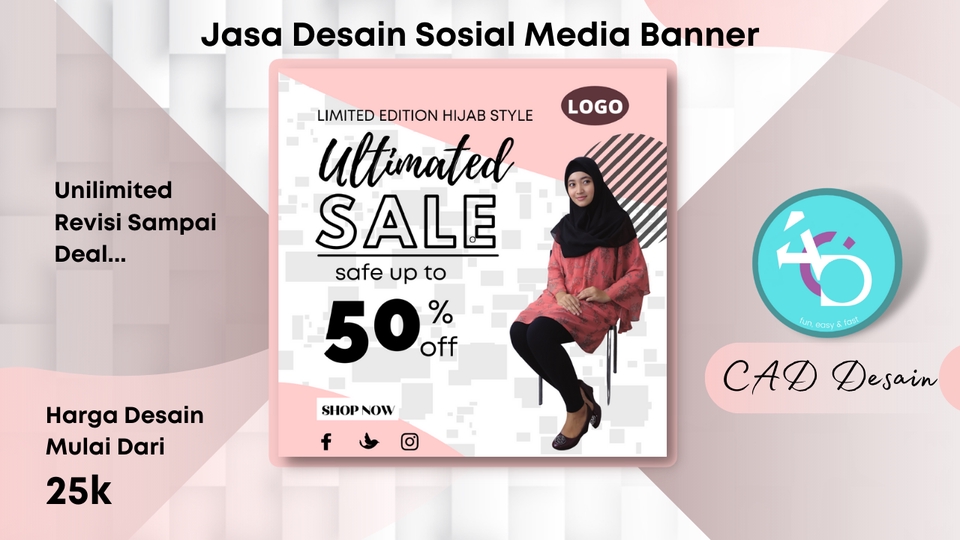 Jasa Desain Sosial Media Banner
LIMITED EDITION HIJAB STYLE
LOGO
Ultimated
SALE
safe up to
50 %
off
SHOP NOW
Unilimited
Revisi Sampai
Deal...
Harga Desain
Mulai Dari
25k
fun, easy & fast
CAD Desain